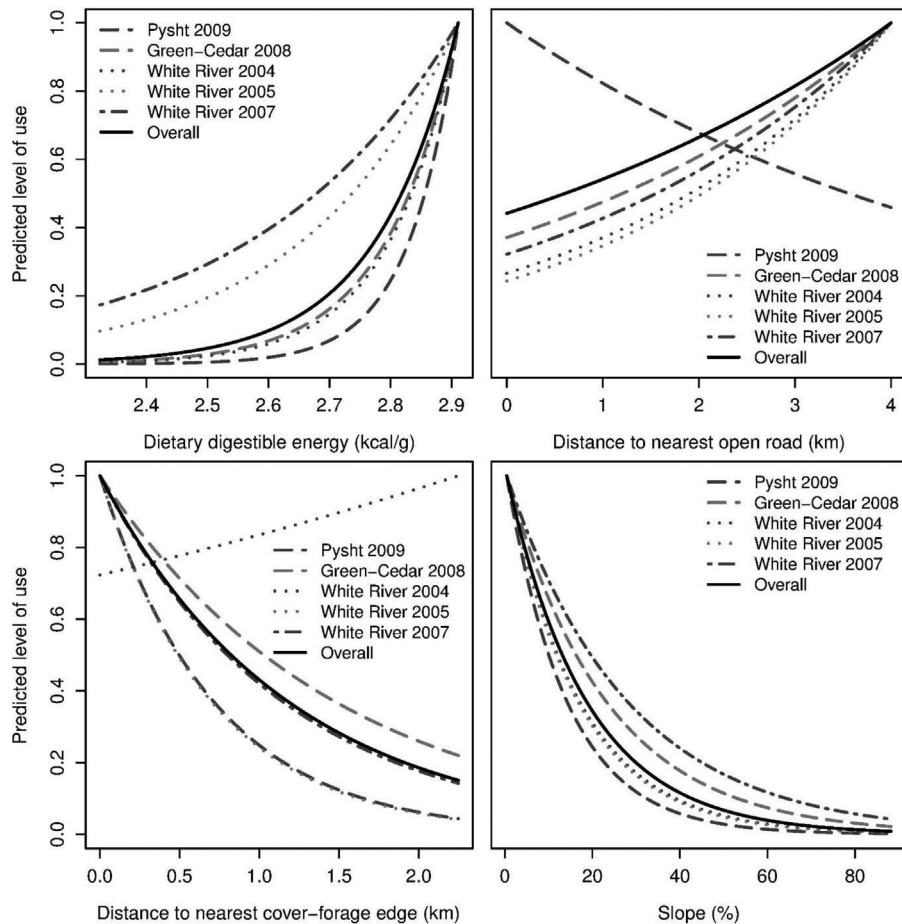 Pysht 2009
Green-Cedar 2008
White River 2004
White River 2005
White River 2007
Overall
1.0
0.8
0.6
0.4
0.2
0.0
Predicted level of use
2.4 2.5 2.6 2.7 2.8 2.9
Dietary digestible energy (kcal/g)
Pysht 2009
Green-Cedar 2008
White River 2004
White River 2005
White River 2007
Overall
0 1 2 3 4
Distance to nearest open road (km)
1.0
0.8
0.6
0.4
0.2
0.0
Predicted level of use
Pysht 2009
Green-Cedar 2008
White River 2004
White River 2005
White River 2007
Overall
0.0 0.5 1.0 1.5 2.0
Distance to nearest cover-forage edge (km)
Pysht 2009
Green-Cedar 2008
White River 2004
White River 2005
White River 2007
Overall
0 20 40 60 80
Slope (%)